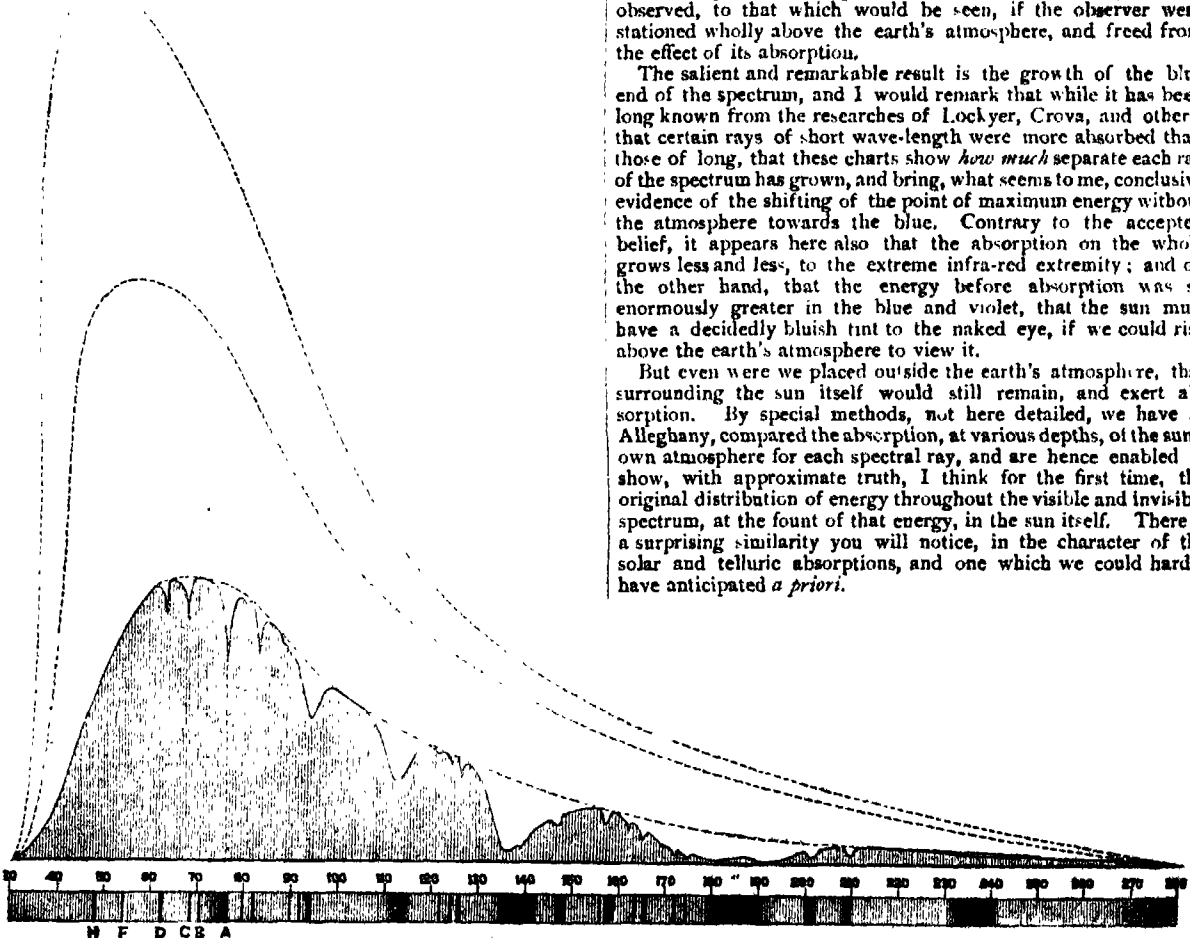 observed, to that which would be seen, if the observer wer
stationed wholly above the earth's atmosphere, and freed from
the effect of its absorption.
The salient and remarkable result is the growth of the blu
end of the spectrum, and I would remark that while it has bee
long known from the researches of Lockyer, Crova, and other
that certain rays of short wave-length were more absorbed tha
those of long, that these charts show how much separate each ra
of the spectrum has grown, and bring, what seems to me, conclusiv
evidence of the shifting of the point of maximum energy withou
the atmosphere towards the blue. Contrary to the accepte
belief, it appears here also that the absorption on the whol
grows less and less, to the extreme infra-red extremity; and o
the other hand, that the energy before absorption was s
enormously greater in the blue and violet, that the sun mu
have a decidedly bluish tint to the naked eye, if we could ri
above the earth's atmosphere to view it.
But even were we placed outside the earth's atmosphere, th
surrounding the sun itself would still remain, and exert a
sorption. By special methods, not here detailed, we have
Alleghany, compared the absorption, at various depths, of the sun
own atmosphere for each spectral ray, and are hence enabled
show, with approximate truth, I think for the first time, th
original distribution of energy throughout the visible and invisib
spectrum, at the fount of that energy, in the sun itself. There
a surprising similarity you will notice, in the character of th
solar and telluric absorptions, and one which we could hard
have anticipated a priori.
40 60 70 80 90 100 110 120 130 140 150 160 170 180 210 230 240 270
H F D C B A